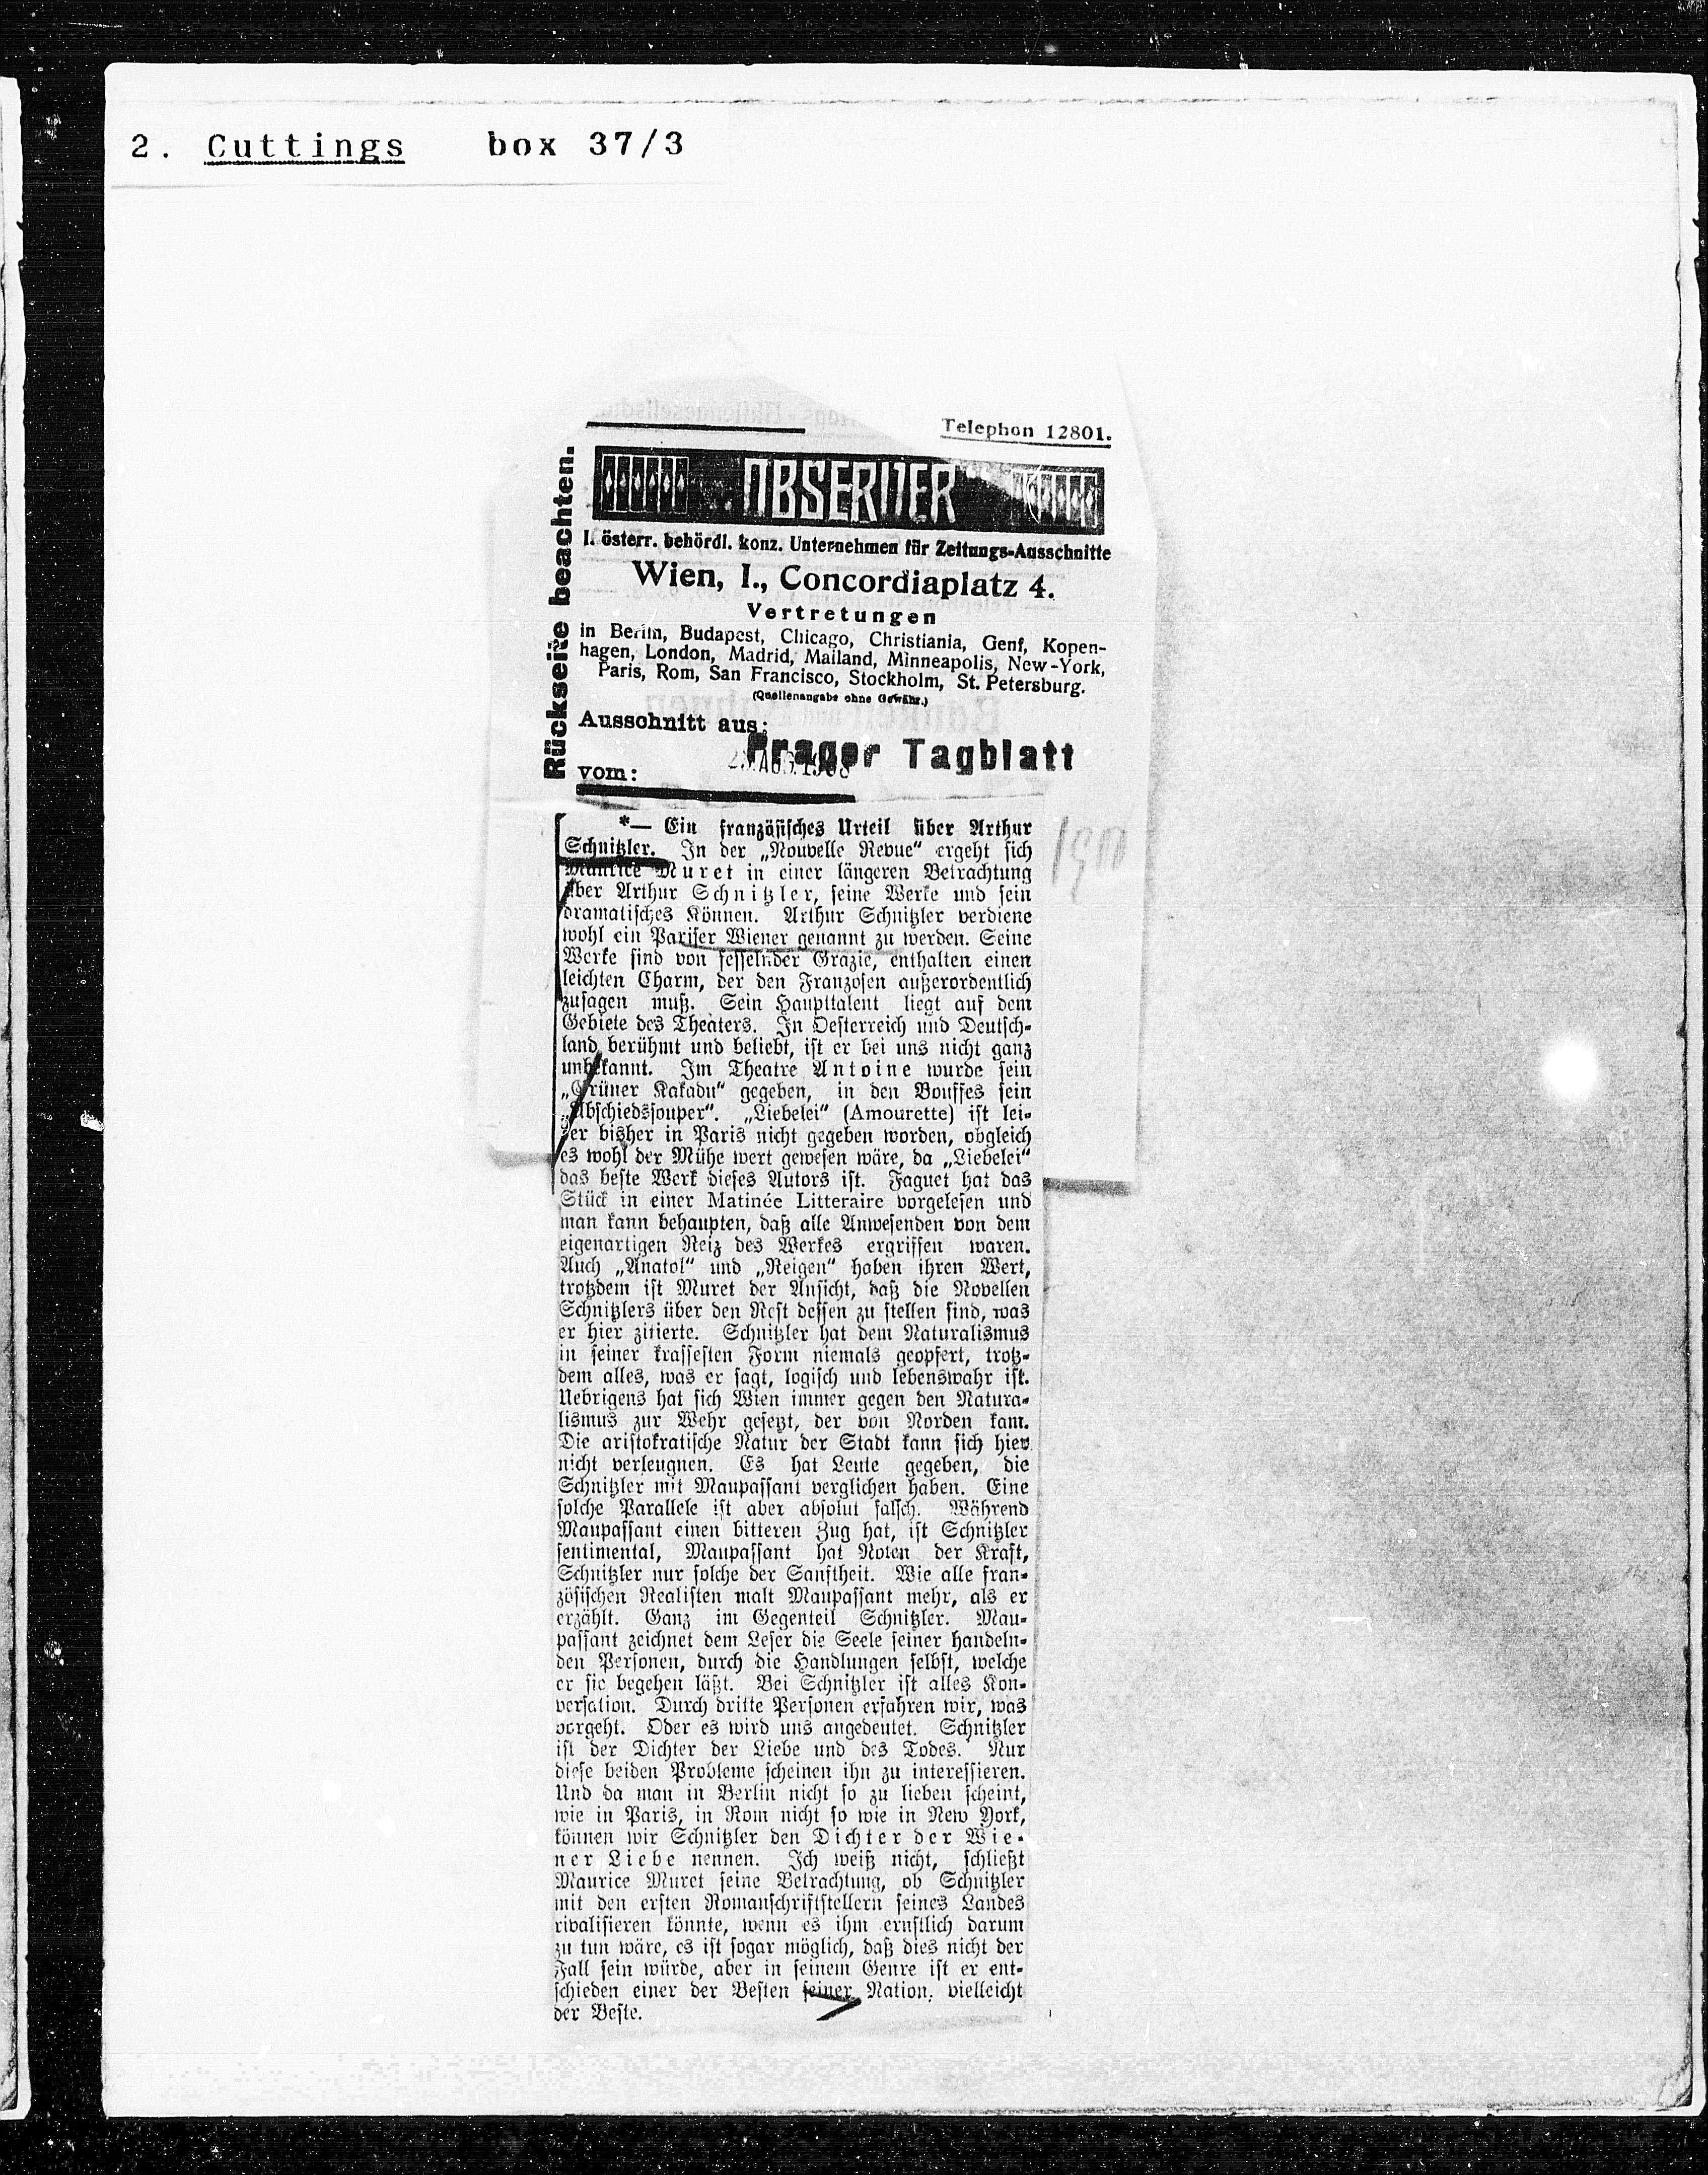 2. Cuttings box 37/3
Telephon 12801.
Rückseite beachten.
OBSERVER
I. österr. behördl. konz. Unternehmen für Zeitungs-Ausschnitte
Wien, I., Concordiaplatz 4.
Vertretungen
in Berlin, Budapest, Chicago, Christiania, Genf, Kopen-
hagen, London, Madrid, Mailand, Minneapolis, New-York,
Paris, Rom, San Francisco, Stockholm, St. Petersburg.
(Quellenangabe ohne Gewähr.)
Ausschnitt aus:
Prager Tagblatt
AUG. 1908
vom:
*— Ein französisches Urteil über Arthur
Schnitzler. In der „Nouvelle Revue“ ergeht sich
Maurice Muret in einer längeren Betrachtung
über Arthur Schnitzler, seine Werke und sein
dramatisches Können. Arthur Schnitzler verdiene
wohl ein Pariser Wiener genannt zu werden. Seine
Werke sind von fesselnder Grazie, enthalten einen
leichten Charm, der den Franzosen außerordentlich
zusagen muß. Sein Haupttalent liegt auf dem
Gebiete des Theaters. In Oesterreich und Deutsch-
land berühmt und beliebt, ist er bei uns nicht ganz
unbekannt. Im Theatre Antoine wurde sein
„Grüner Kakadu“ gegeben, in den Bouffes sein
„Abschiedssouper“. „Liebelei“ (Amourette) ist lei-
der bisher in Paris nicht gegeben worden, obgleich
es wohl der Mühe wert gewesen wäre, da „Liebelei“
das beste Werk dieses Autors ist. Faguet hat das
Stück in einer Matinée Litteraire vorgelesen und
man kann behaupten, daß alle Anwesenden von dem
eigenartigen Reiz des Werkes ergriffen waren.
Auch „Anatol“ und „Reigen“ haben ihren Wert,
trotzdem ist Muret der Ansicht, daß die Novellen
Schnitzlers über den Rest dessen zu stellen sind, was
er hier zitierte. Schnitzler hat dem Naturalismus
in seiner krassesten Form niemals geopfert, trotz-
dem alles, was er sagt, logisch und lebenswahr ist.
Uebrigens hat sich Wien immer gegen den Natura-
lismus zur Wehr gesetzt, der von Norden kam.
Die aristokratische Natur der Stadt kann sich hier
nicht verleugnen. Es hat Leute gegeben, die
Schnitzler mit Maupassant verglichen haben. Eine
solche Parallele ist aber absolut falsch. Während
Maupassant einen bitteren Zug hat, ist Schnitzler
sentimental, Maupassant hat Noten der Kraft,
Schnitzler nur solche der Sanftheit. Wie alle fran-
zösischen Realisten malt Maupassant mehr, als er
erzählt. Ganz im Gegenteil Schnitzler. Mau-
passant zeichnet dem Leser die Seele seiner handeln-
den Personen, durch die Handlungen selbst, welche
er sie begehen läßt. Bei Schnitzler ist alles Kon-
versation. Durch dritte Personen erfahren wir, was
vorgeht. Oder es wird uns angedeutet. Schnitzler
ist der Dichter der Liebe und des Todes. Nur
diese beiden Probleme scheinen ihn zu interessieren.
Und da man in Berlin nicht so zu lieben scheint,
wie in Paris, in Rom nicht so wie in New York,
können wir Schnitzler den Dichter der Wie-
ner Liebe nennen. Ich weiß nicht, schließt
Maurice Muret seine Betrachtung, ob Schnitzler
mit den ersten Romanschriftstellern seines Landes
rivalisieren könnte, wenn es ihm ernstlich darum
zu tun wäre, es ist sogar möglich, daß dies nicht der
Fall sein würde, aber in seinem Genre ist er ent-
schieden einer der Besten seiner Nation, vielleicht
der Beste.